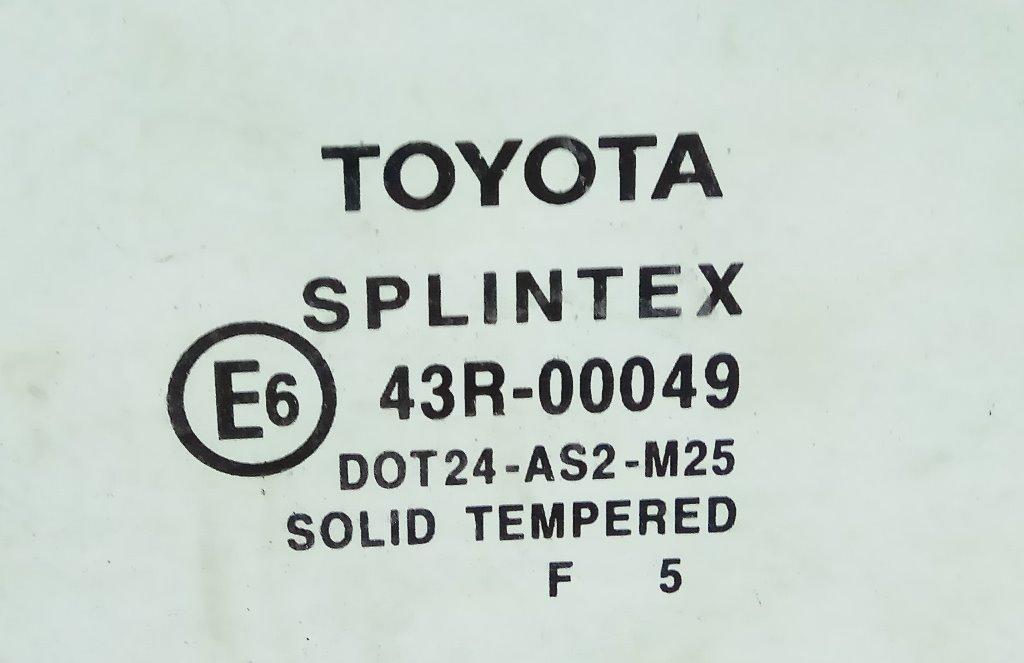 TOYOTA
SPLINTEX
E6 43R-00049
DOT24-AS2-M25
SOLID TEMPERED
F 5